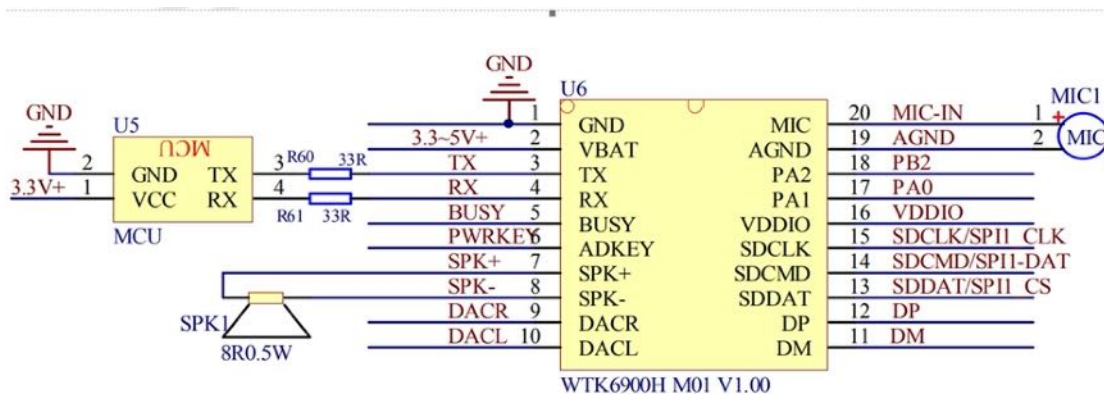 GND
U5
MCU
2 GND TX 3
3.3V+ 1 VCC RX 4
MCU
R60 33R
R61 33R
GND
U6
1 GND
3.3~5V+ 2 VBAT
TX 3 TX
RX 4 RX
BUSY 5 BUSY
PWRKEY 6 ADKEY
SPK+ 7 SPK+
SPK- 8 SPK-
DACR 9 DACR
DACL 10 DACL
MIC 20 MIC-IN
AGND 19 AGND
PA2 18 PB2
PA1 17 PA0
VDDIO 16 VDDIO
SDCLK 15 SDCLK/SPI1_CLK
SDCMD 14 SDCMD/SPI1-DAT
SDDAT 13 SDDAT/SPI1_CS
DP 12 DP
DM 11 DM
WTK6900H M01 V1.00
MIC1
1 +
2 MIC
SPK1
8R0.5W